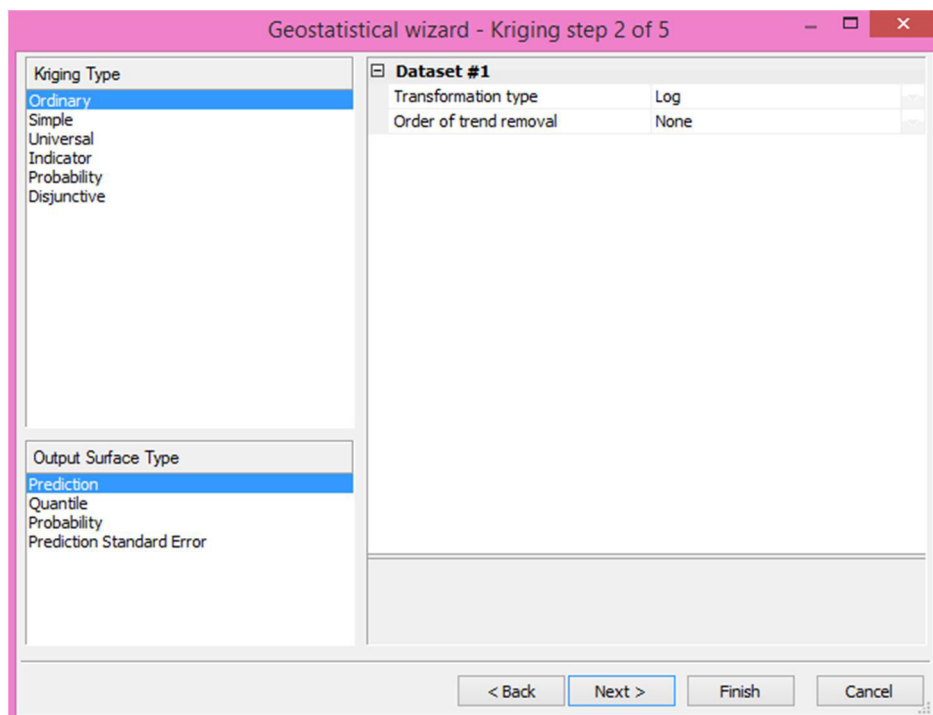 Geostatistical wizard - Kriging step 2 of 5
Kriging Type
Ordinary
Simple
Universal
Indicator
Probability
Disjunctive
Dataset #1
Transformation type Log
Order of trend removal None
Output Surface Type
Prediction
Quantile
Probability
Prediction Standard Error
< Back Next > Finish Cancel